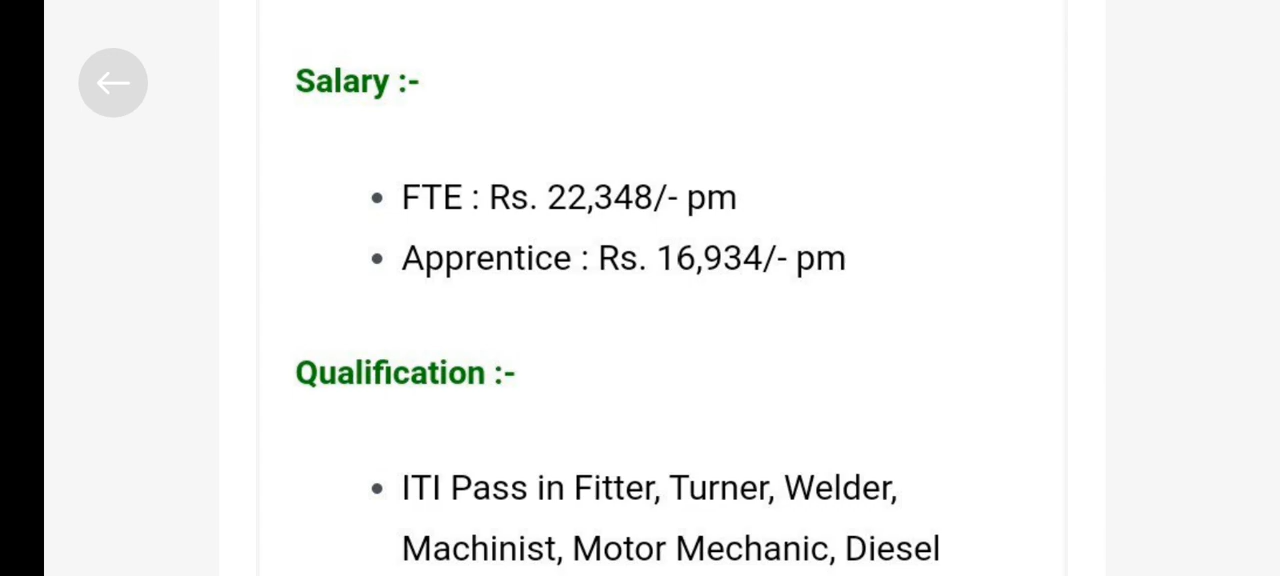 Salary :-
FTE : Rs. 22,348/- pm
Apprentice : Rs. 16,934/- pm
Qualification :-
ITI Pass in Fitter, Turner, Welder,
Machinist, Motor Mechanic, Diesel